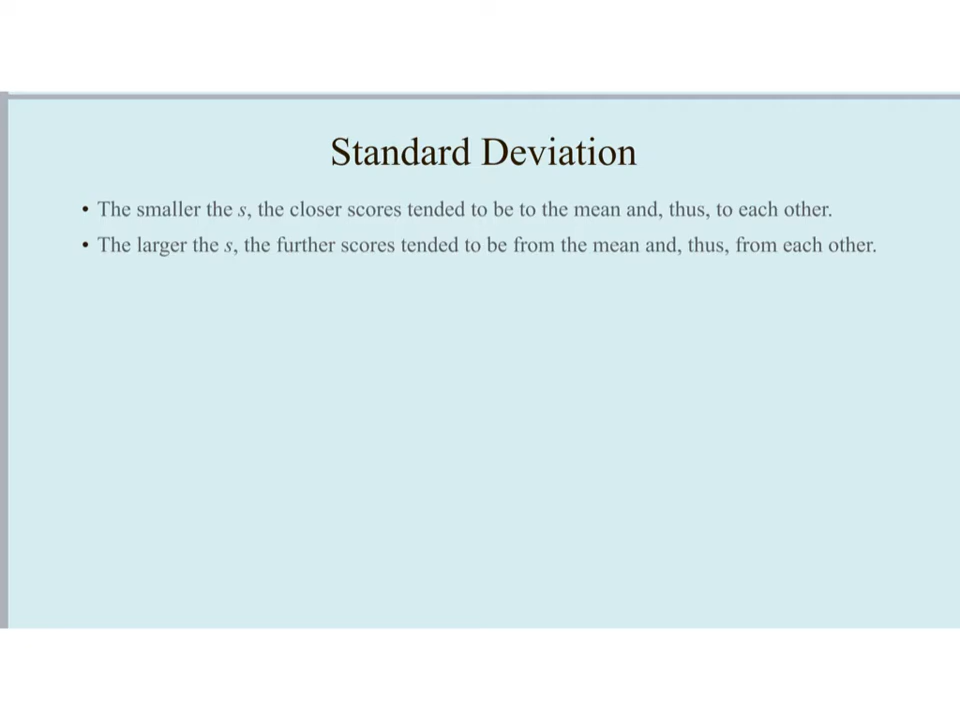 Standard Deviation
• The smaller the s, the closer scores tended to be to the mean and, thus, to each other.
• The larger the s, the further scores tended to be from the mean and, thus, from each other.